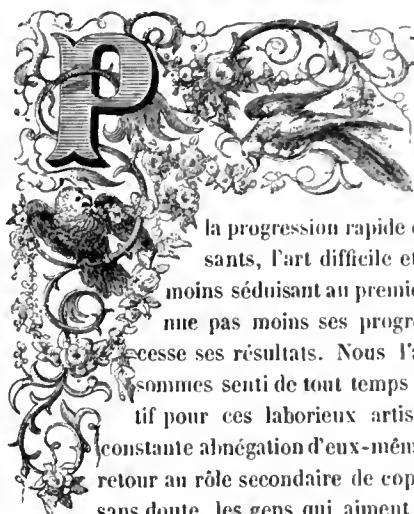 P
la progression rapide
sants, l'art difficile et
moins séduisant au premie
nue pas moins ses progr
cesse ses résultats. Nous l'a
sommes senti de tout temps
tif pour ces laborieux artis
constante abnégation d'eux-mêm
retour au rôle secondaire de cop
sans doute, les gens qui aiment